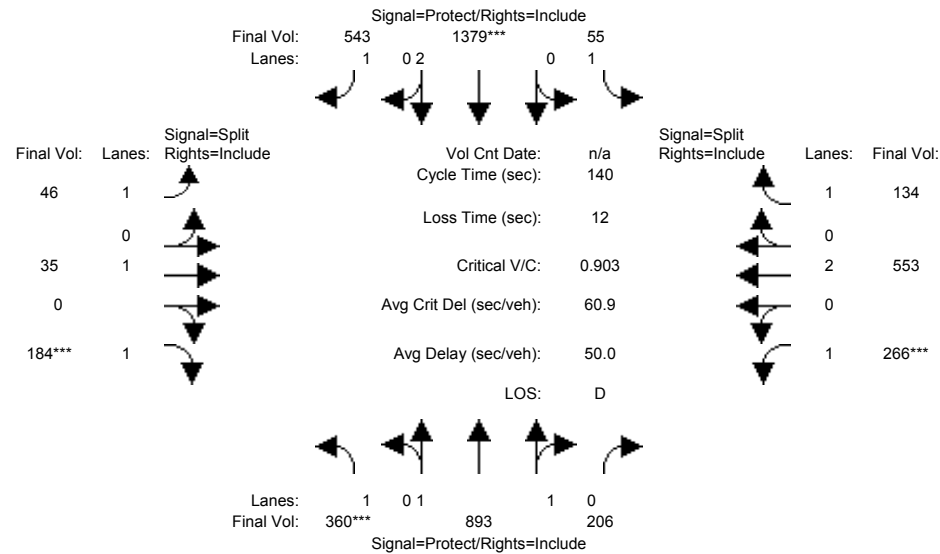 Signal=Protect/Rights=Include
Final Vol: 543 1379*** 55
Lanes: 1 0 2 0 1
Signal=Split
Final Vol: Lanes: Rights=Include
Vol Cnt Date: n/a
Signal=Split
Rights=Include Lanes: Final Vol:
Cycle Time (sec): 140
46 1
1 134
Loss Time (sec): 12
0
0
35 1
Critical V/C: 0.903
2 553
0
Avg Crit Del (sec/veh): 60.9
0
184*** 1
Avg Delay (sec/veh): 50.0
1 266***
LOS: D
Lanes: 1 0 1 1 0
Final Vol: 360*** 893 206
Signal=Protect/Rights=Include